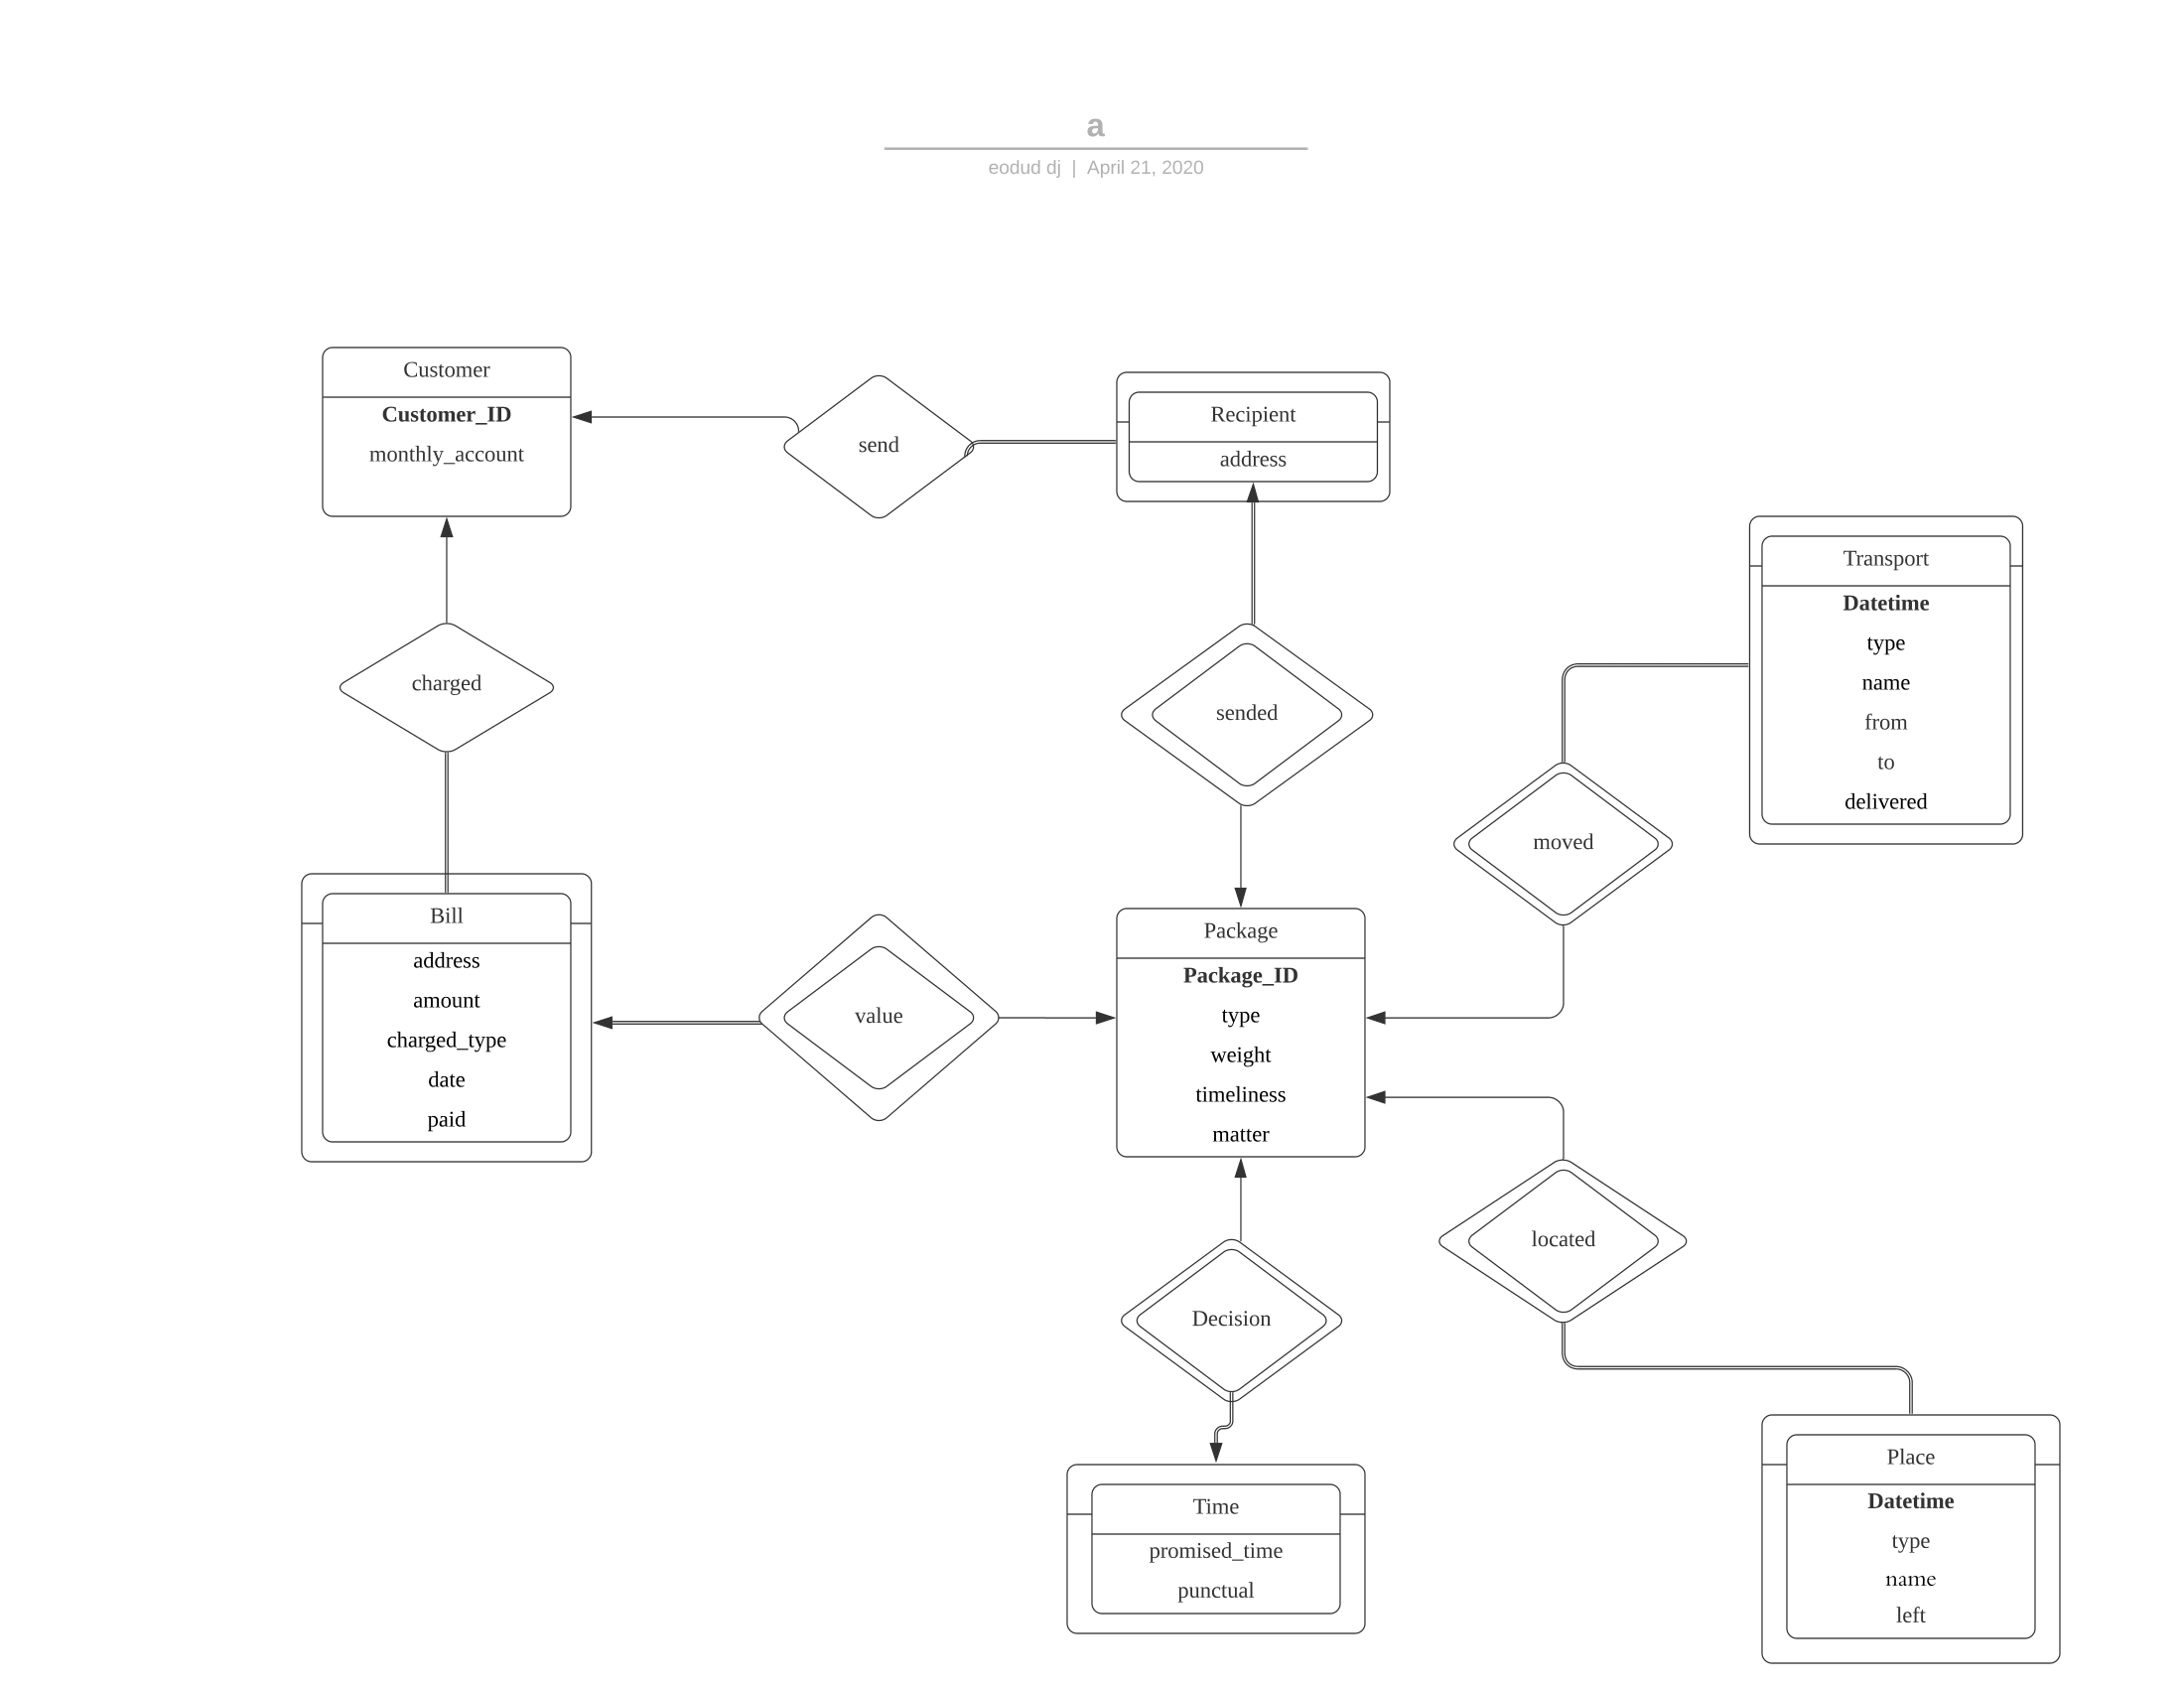 a
eodud dj | April 21, 2020
Customer
Customer_ID
monthly_account
send
Recipient
address
Transport
Datetime
type
name
from
to
delivered
charged
sended
moved
Bill
address
amount
charged_type
date
paid
value
Package
Package_ID
type
weight
timeliness
matter
located
Decision
Time
promised_time
punctual
Place
Datetime
type
name
left